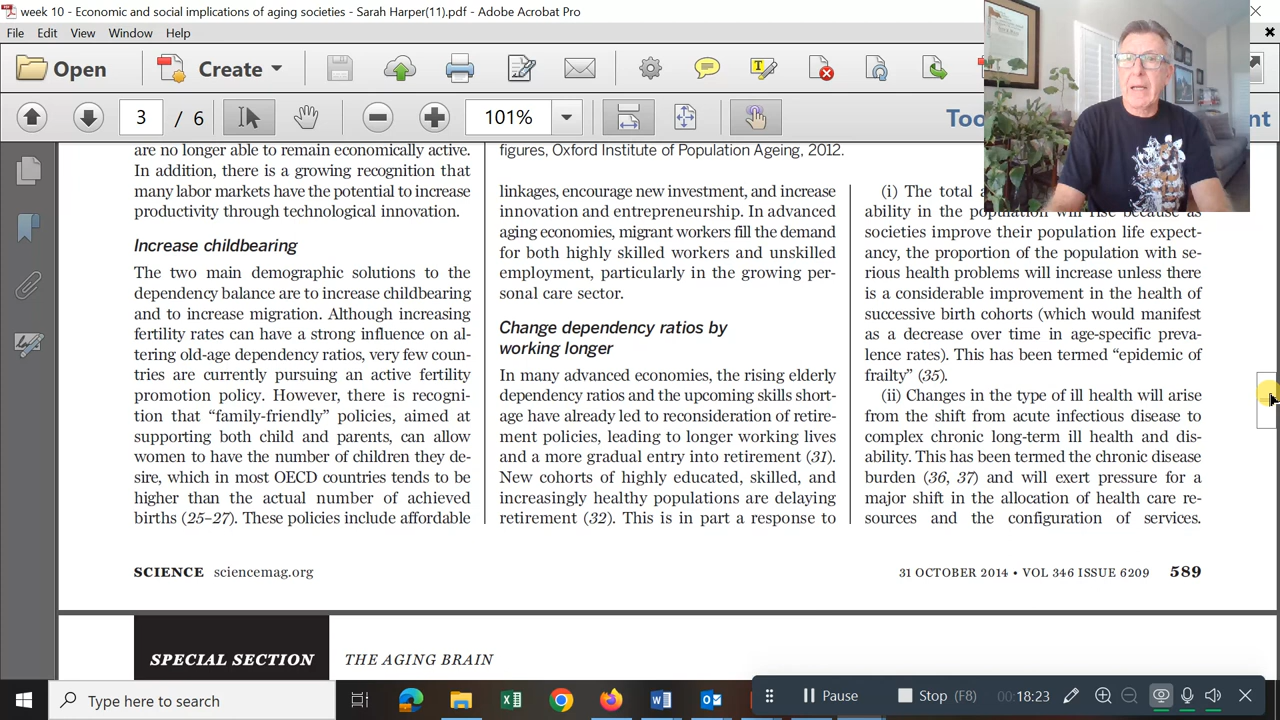 week 10 - Economic and social implications of aging societies - Sarah Harper(11).pdf - Adobe Acrobat Pro
File Edit View Window Help
Open Create
3 / 6 101% Too
are no longer able to remain economically active.
In addition, there is a growing recognition that
many labor markets have the potential to increase
productivity through technological innovation.
Increase childbearing
The two main demographic solutions to the
dependency balance are to increase childbearing
and to increase migration. Although increasing
fertility rates can have a strong influence on al-
tering old-age dependency ratios, very few coun-
tries are currently pursuing an active fertility
promotion policy. However, there is recogni-
tion that “family-friendly” policies, aimed at
supporting both child and parents, can allow
women to have the number of children they de-
sire, which in most OECD countries tends to be
higher than the actual number of achieved
births (25–27). These policies include affordable
figures, Oxford Institute of Population Ageing, 2012.
linkages, encourage new investment, and increase
innovation and entrepreneurship. In advanced
aging economies, migrant workers fill the demand
for both highly skilled workers and unskilled
employment, particularly in the growing per-
sonal care sector.
Change dependency ratios by
working longer
In many advanced economies, the rising elderly
dependency ratios and the upcoming skills short-
age have already led to reconsideration of retire-
ment policies, leading to longer working lives
and a more gradual entry into retirement (31).
New cohorts of highly educated, skilled, and
increasingly healthy populations are delaying
retirement (32). This is in part a response to
(i) The total
ability in the population will rise because as
societies improve their population life expect-
ancy, the proportion of the population with se-
rious health problems will increase unless there
is a considerable improvement in the health of
successive birth cohorts (which would manifest
as a decrease over time in age-specific preva-
lence rates). This has been termed “epidemic of
frailty” (35).
(ii) Changes in the type of ill health will arise
from the shift from acute infectious disease to
complex chronic long-term ill health and dis-
ability. This has been termed the chronic disease
burden (36, 37) and will exert pressure for a
major shift in the allocation of health care re-
sources and the configuration of services.
SCIENCE sciencemag.org
31 OCTOBER 2014 • VOL 346 ISSUE 6209 589
SPECIAL SECTION THE AGING BRAIN
Type here to search
Pause Stop (F8) 00:18:23